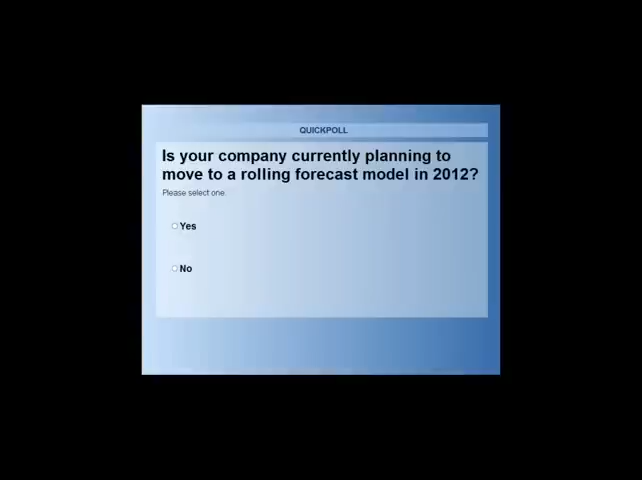 QUICKPOLL
Is your company currently planning to
move to a rolling forecast model in 2012?
Please select one.
Yes
No